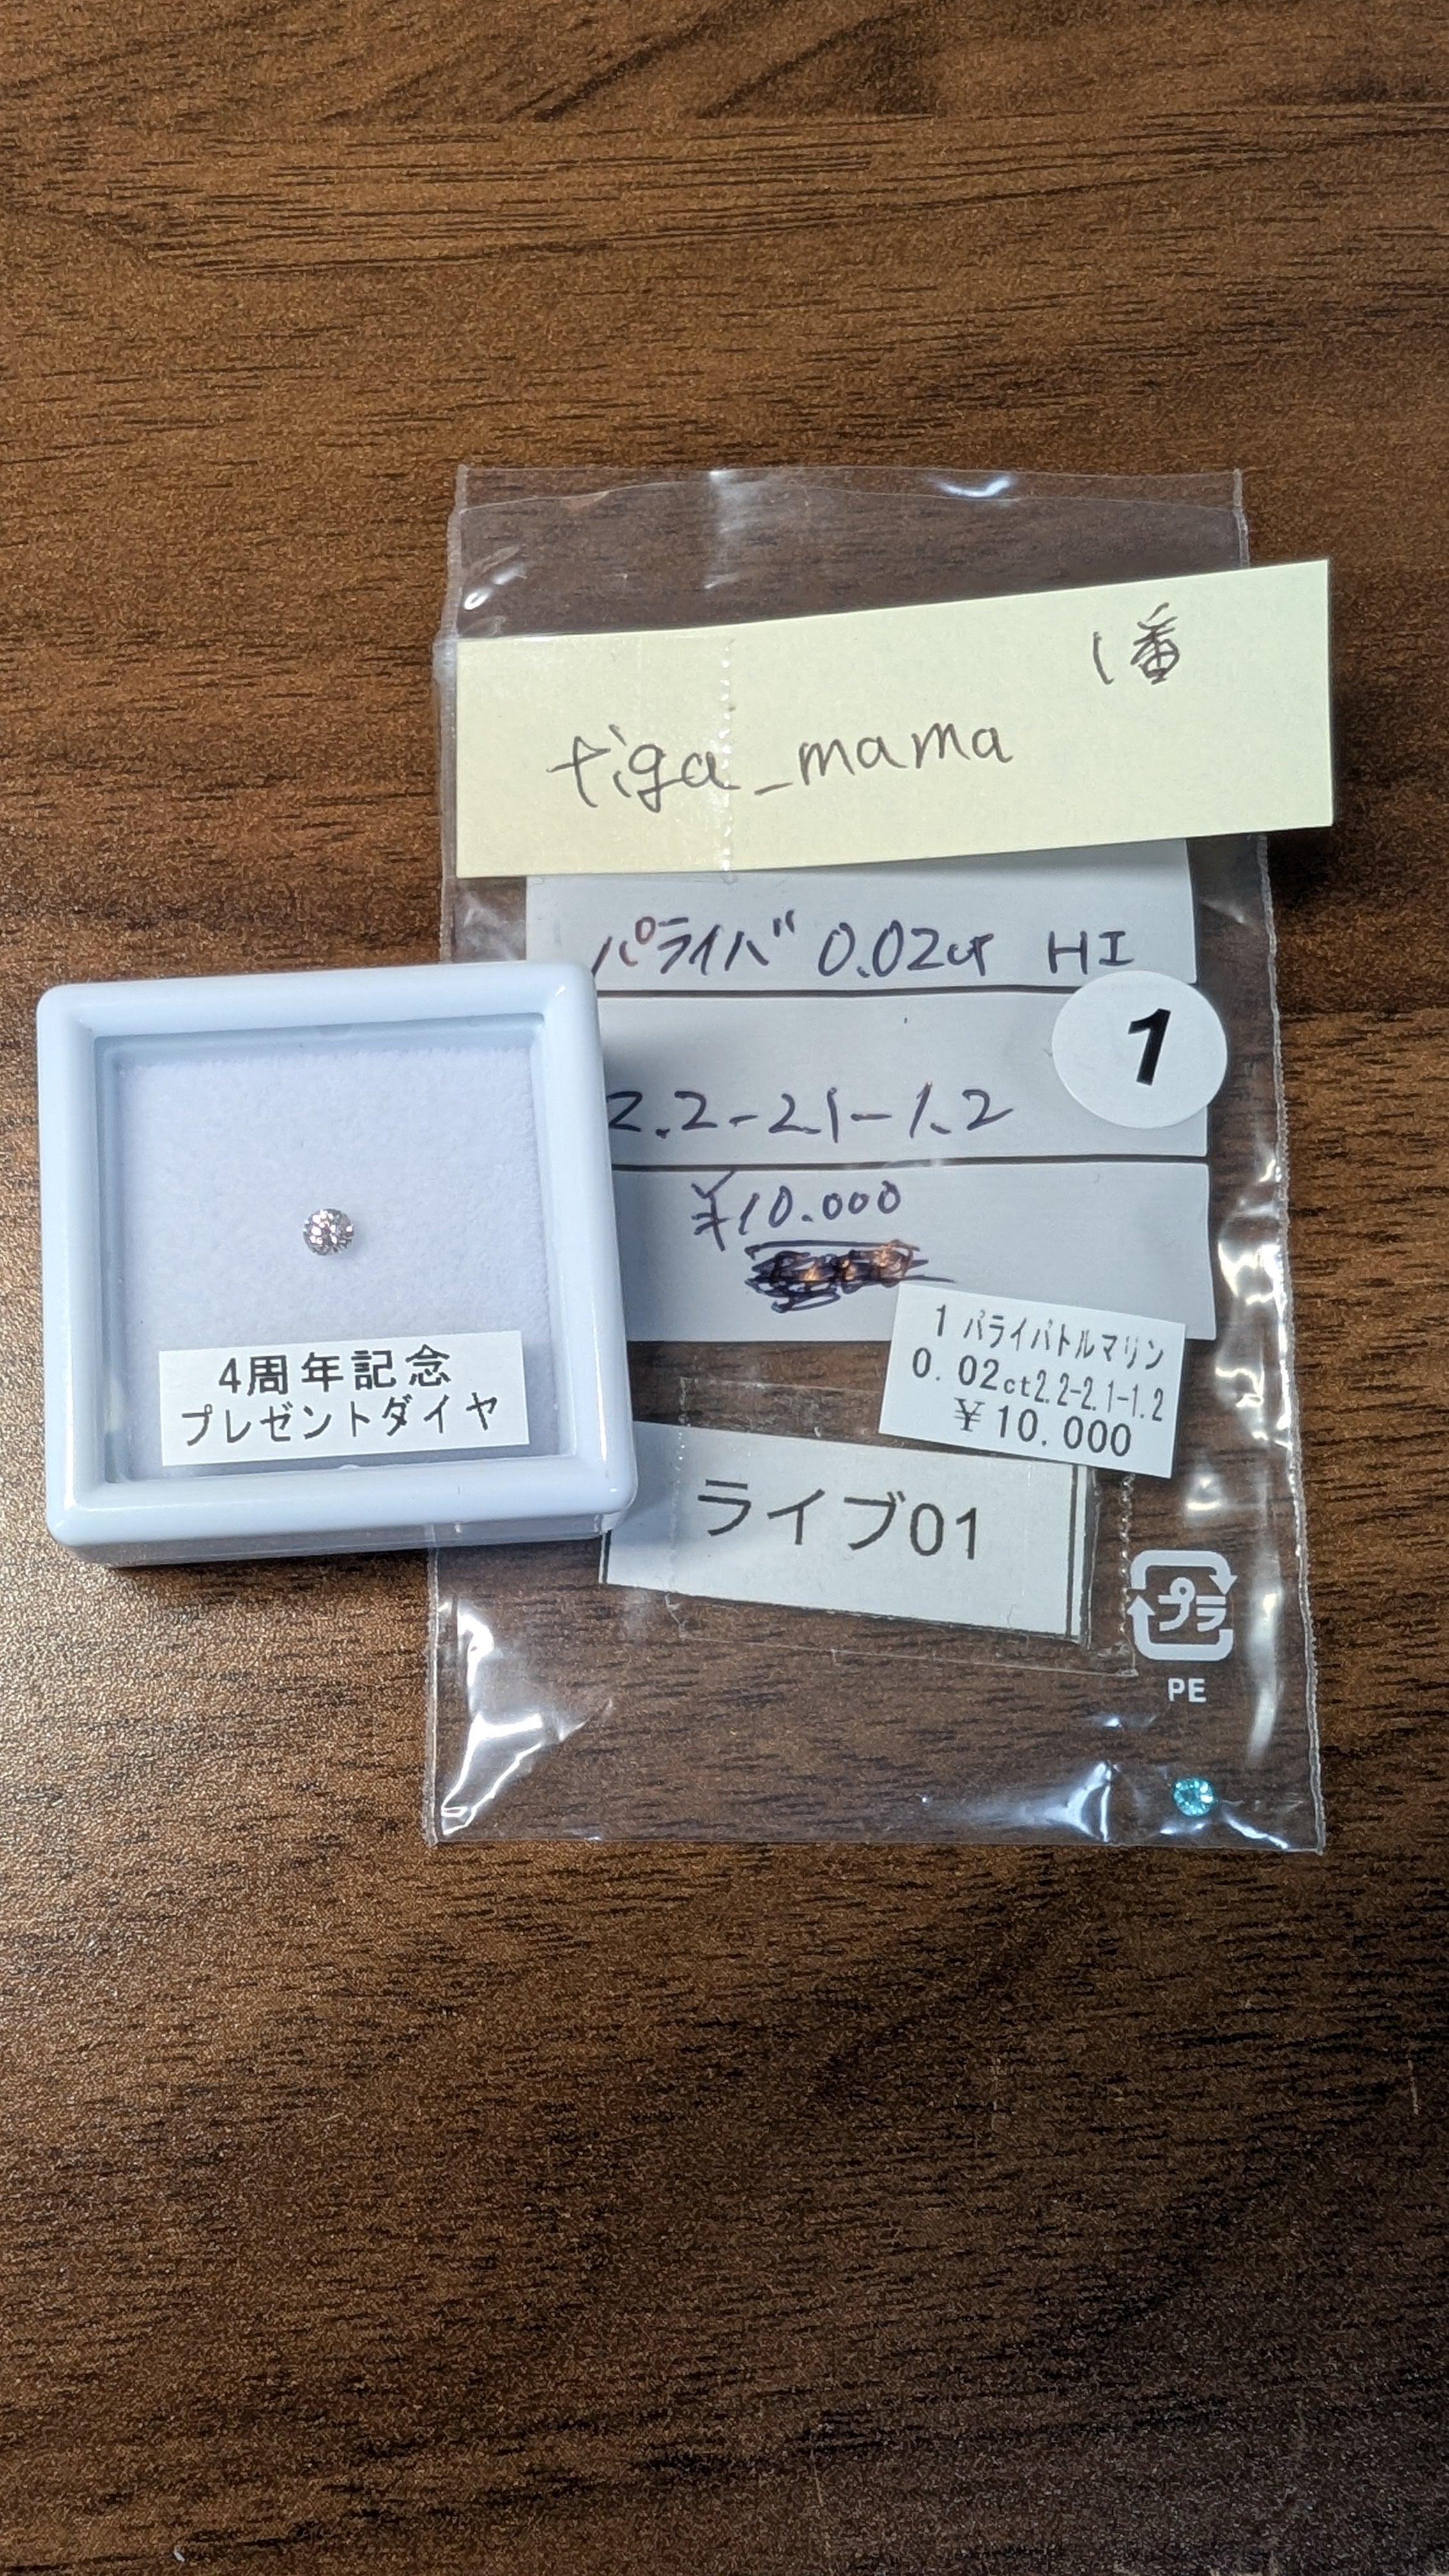 1番
tiga_mama
パライバ 0.02ct HI
1
2.2-2.1-1.2
¥10.000
1 パライバトルマリン
0.02ct2.2-2.1-1.2
¥10.000
4周年記念
プレゼントダイヤ
ライブ01
プラ
PE